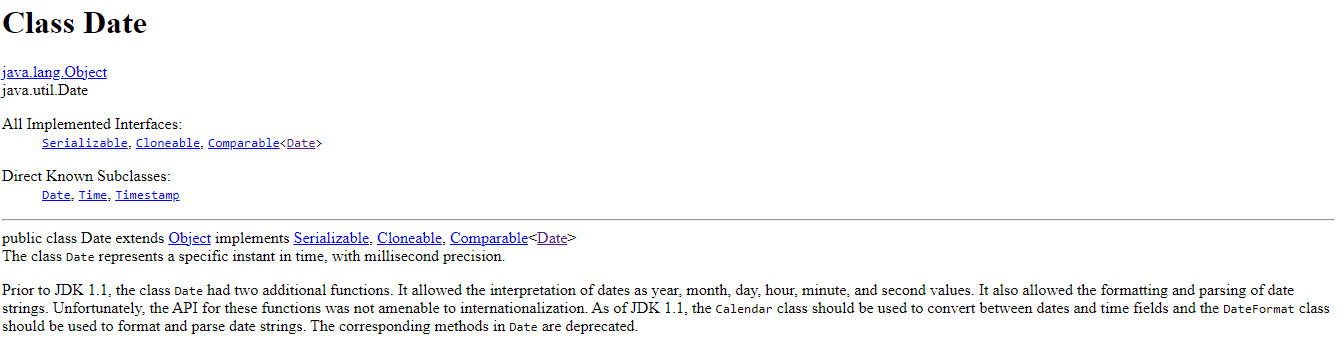 Class Date
java.lang.Object
java.util.Date
All Implemented Interfaces:
Serializable, Cloneable, Comparable<Date>
Direct Known Subclasses:
Date, Time, Timestamp
public class Date extends Object implements Serializable, Cloneable, Comparable<Date>
The class Date represents a specific instant in time, with millisecond precision.
Prior to JDK 1.1, the class Date had two additional functions. It allowed the interpretation of dates as year, month, day, hour, minute, and second values. It also allowed the formatting and parsing of date
strings. Unfortunately, the API for these functions was not amenable to internationalization. As of JDK 1.1, the Calendar class should be used to convert between dates and time fields and the DateFormat class
should be used to format and parse date strings. The corresponding methods in Date are deprecated.